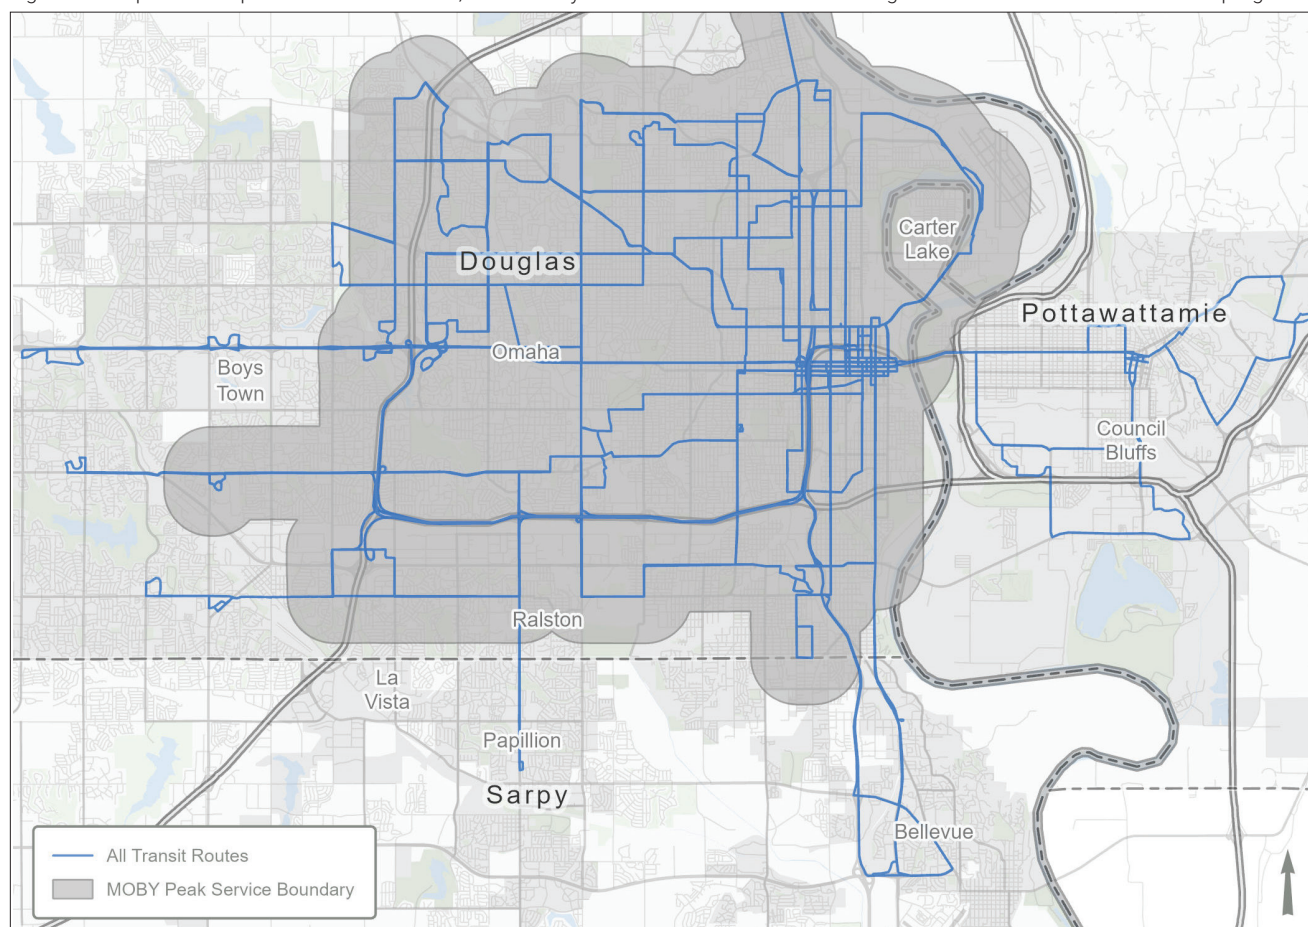 Douglas
Carter
Lake
Pottawattamie
Omaha
Boys
Town
Council
Bluffs
Ralston
La
Vista
Papillion
Sarpy
Bellevue
All Transit Routes
MOBY Peak Service Boundary